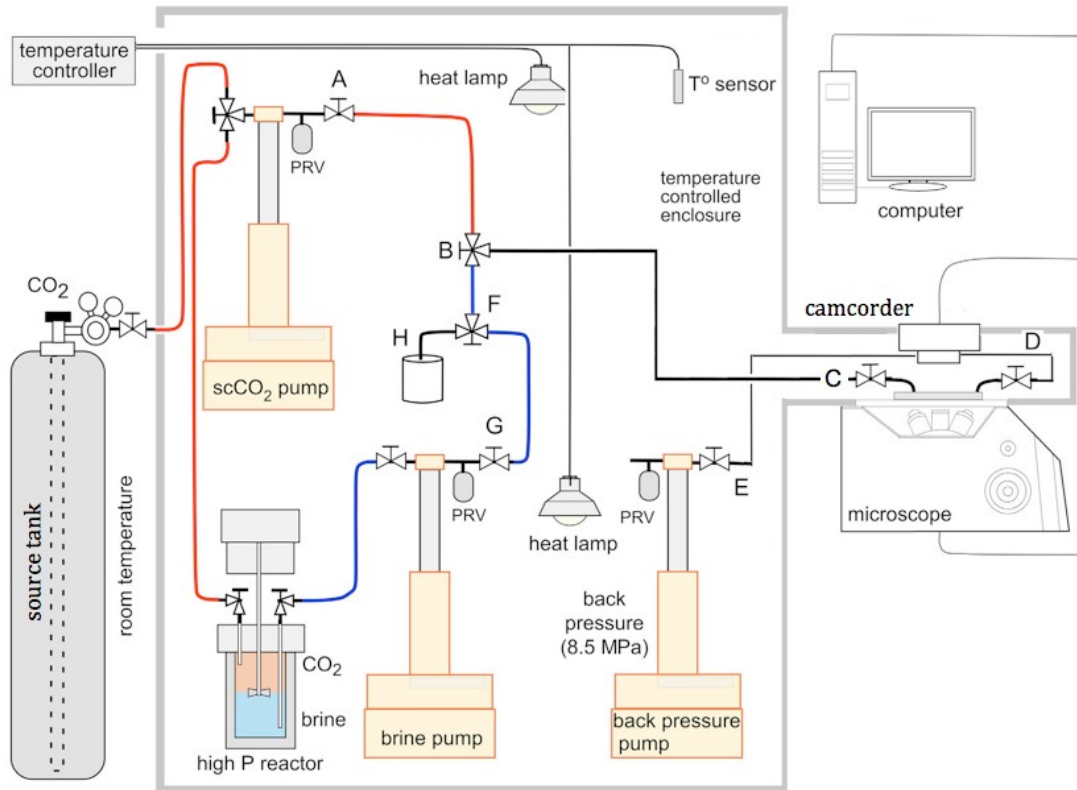 temperature
controller
A
heat lamp
T° sensor
PRV
temperature
controlled
enclosure
computer
B
CO₂
F
camcorder
D
H
C
scCO₂ pump
G
E
PRV
PRV
heat lamp
microscope
source tank
room temperature
back
pressure
(8.5 MPa)
CO₂
brine
high P reactor
brine pump
back pressure
pump